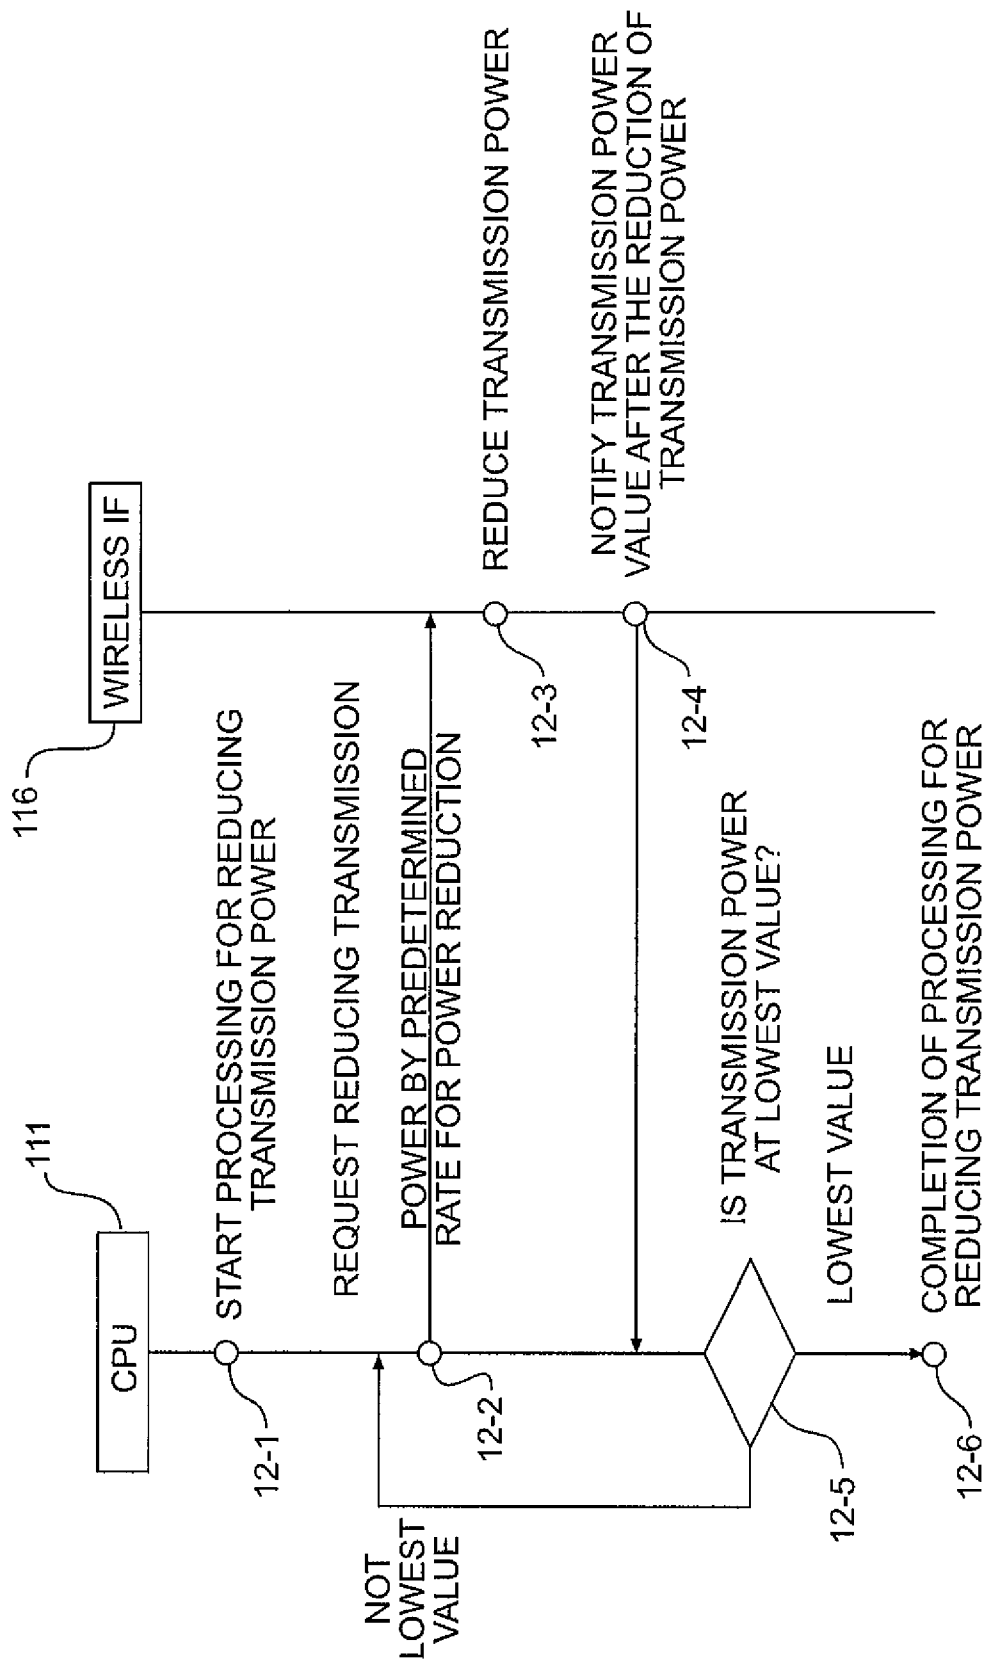 CPU
111
WIRELESS IF
116
START PROCESSING FOR REDUCING
TRANSMISSION POWER
12-1
REQUEST REDUCING TRANSMISSION
POWER BY PREDETERMINED
RATE FOR POWER REDUCTION
12-2
REDUCE TRANSMISSION POWER
12-3
NOTIFY TRANSMISSION POWER
VALUE AFTER THE REDUCTION OF
TRANSMISSION POWER
12-4
NOT
LOWEST
VALUE
IS TRANSMISSION POWER
AT LOWEST VALUE?
12-5
LOWEST VALUE
COMPLETION OF PROCESSING FOR
REDUCING TRANSMISSION POWER
12-6